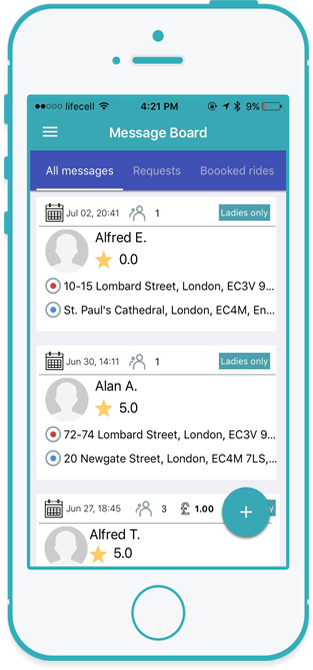 lifecell 4:21 PM 9%
Message Board
All messages Requests Boooked rides
Jul 02, 20:41 1 Ladies only
Alfred E.
0.0
10-15 Lombard Street, London, EC3V 9...
St. Paul's Cathedral, London, EC4M, En...
Jun 30, 14:11 1 Ladies only
Alan A.
5.0
72-74 Lombard Street, London, EC3V 9...
20 Newgate Street, London, EC4M 7LS,...
Jun 27, 18:45 3 £ 1.00
Alfred T.
5.0
+